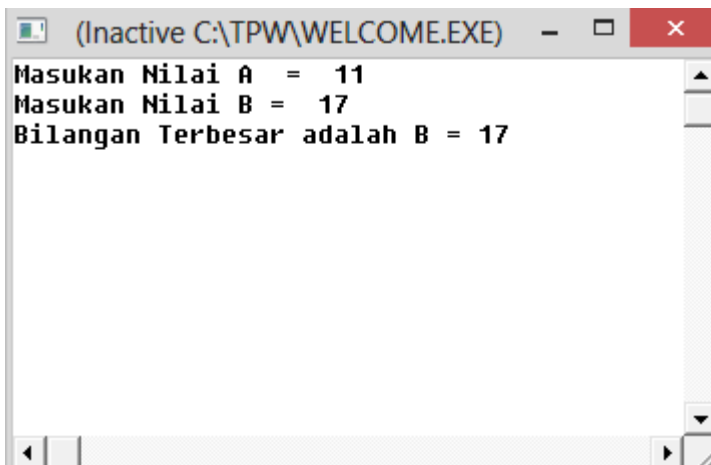 (Inactive C:\TPW\WELCOME.EXE)
Masukan Nilai A  =  11
Masukan Nilai B =  17
Bilangan Terbesar adalah B = 17